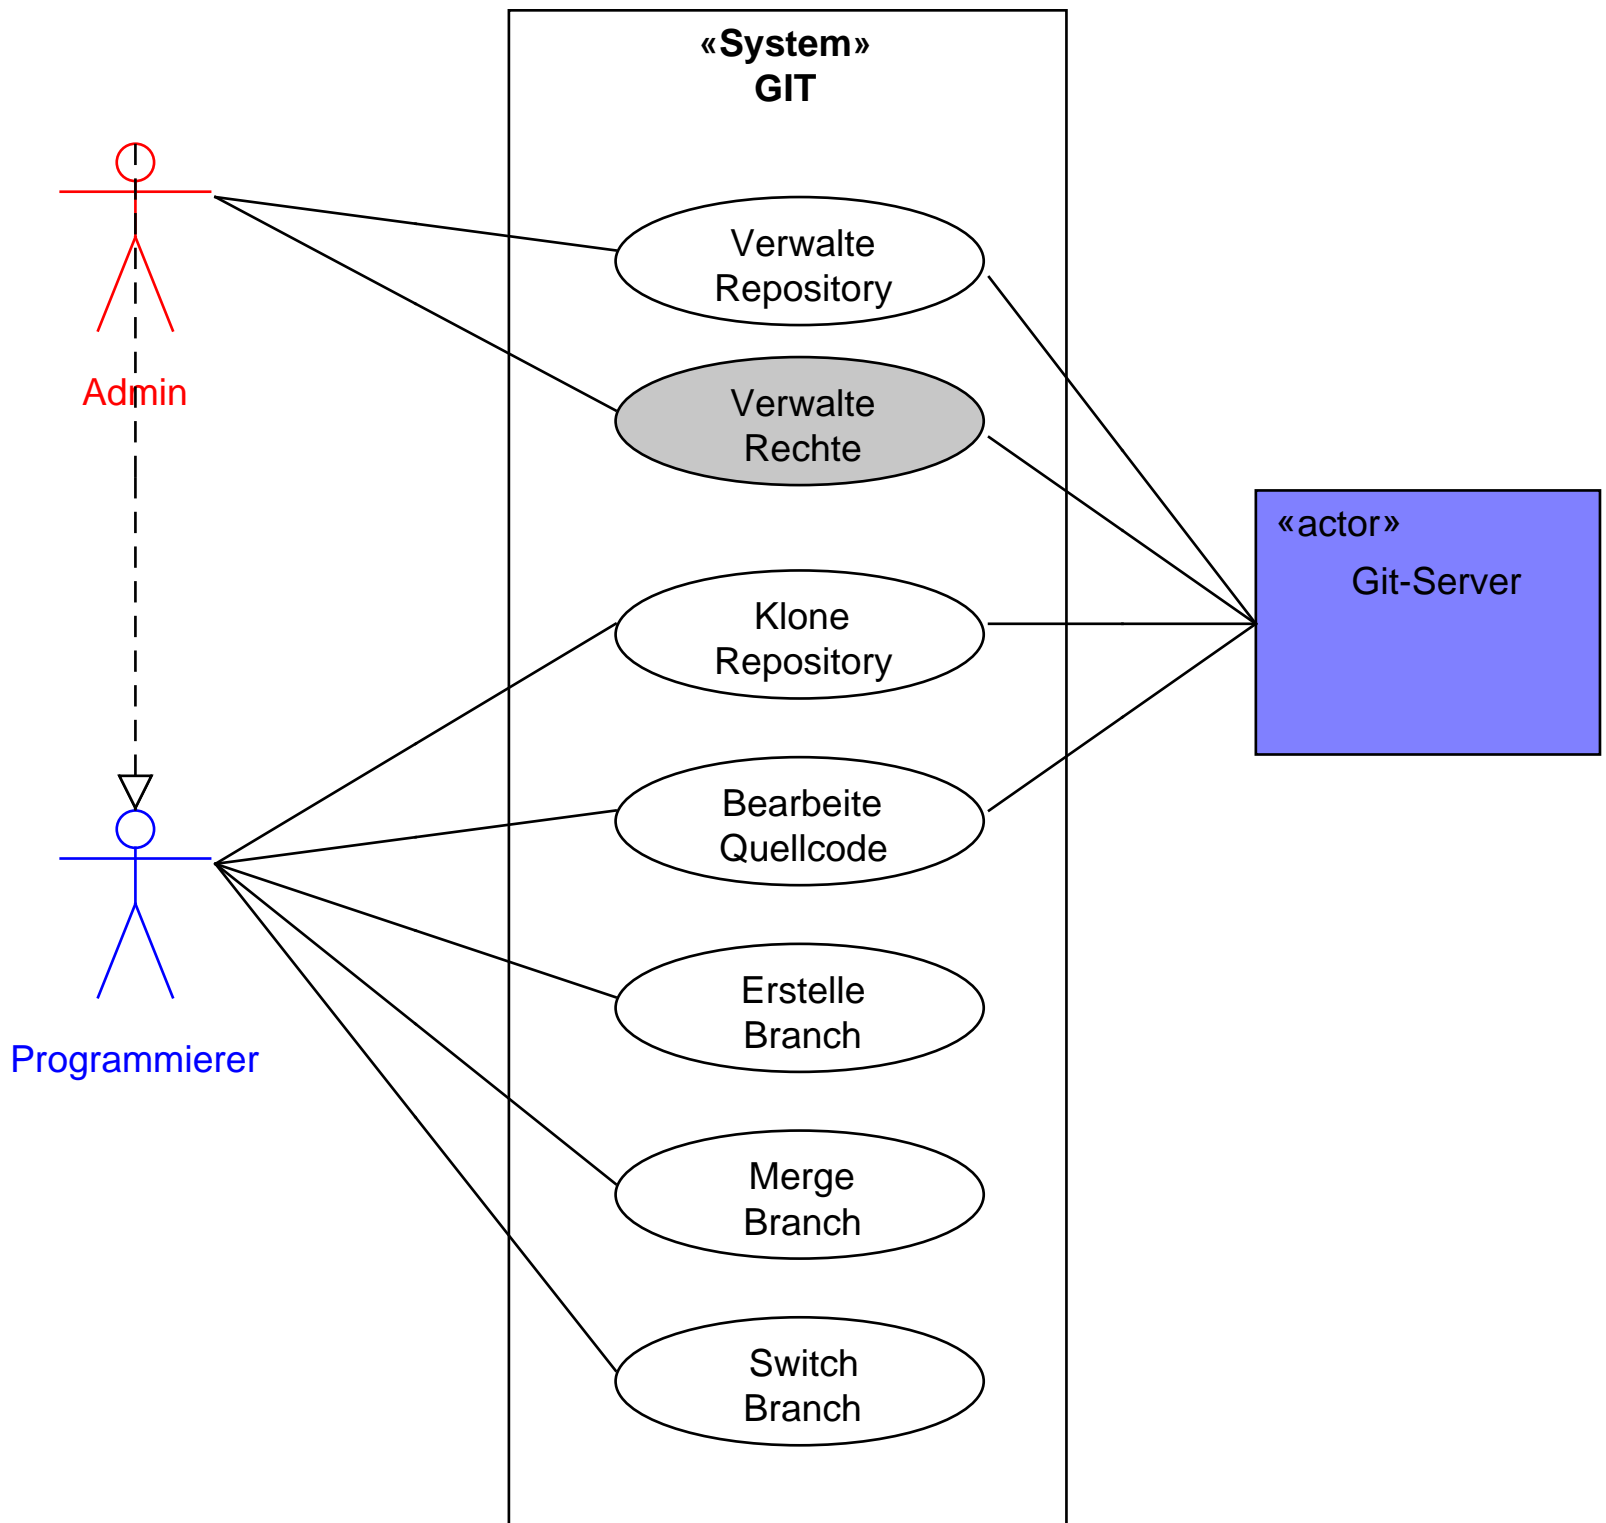 «System»
GIT
Verwalte
Repository
Admin
Verwalte
Rechte
«actor»
Git-Server
Klone
Repository
Bearbeite
Quellcode
Erstelle
Branch
Programmierer
Merge
Branch
Switch
Branch